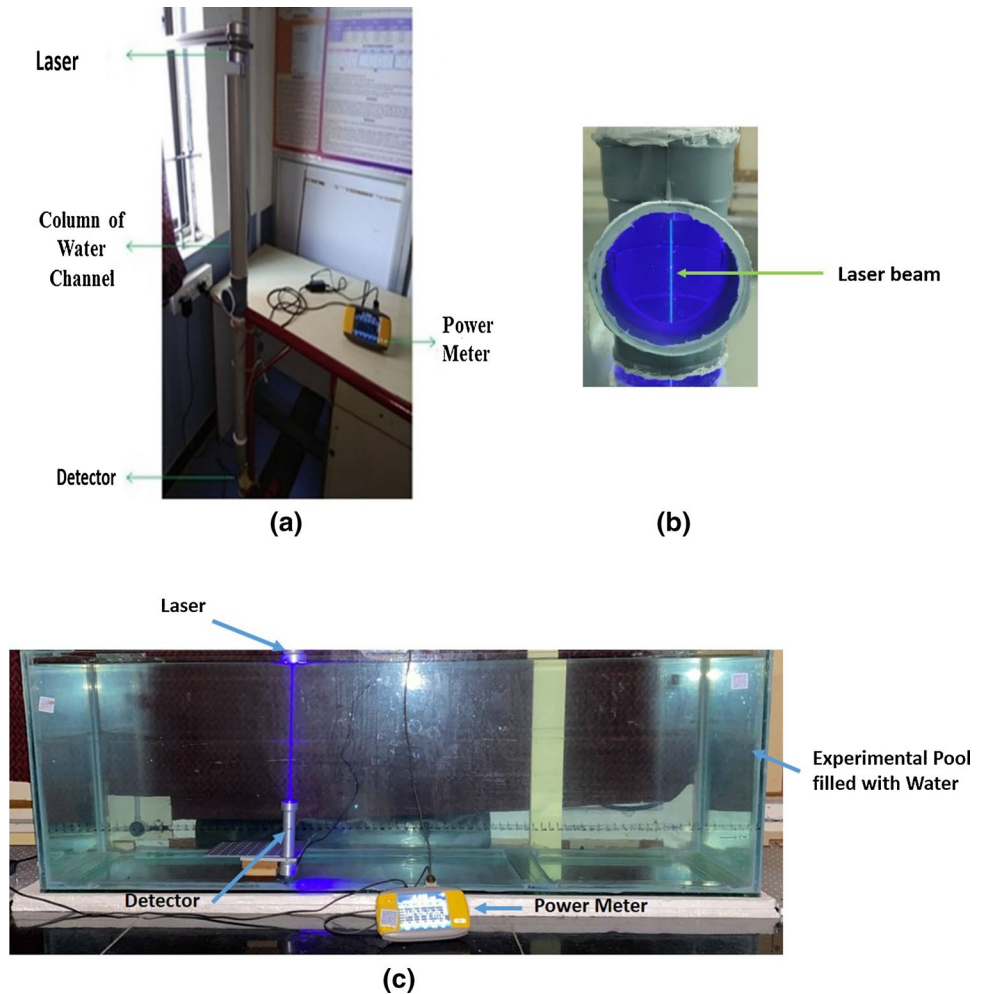 Laser
Column of
Water
Channel
Power
Meter
Detector
(a)
Laser beam
(b)
Laser
Experimental Pool
filled with Water
Detector
Power Meter
(c)